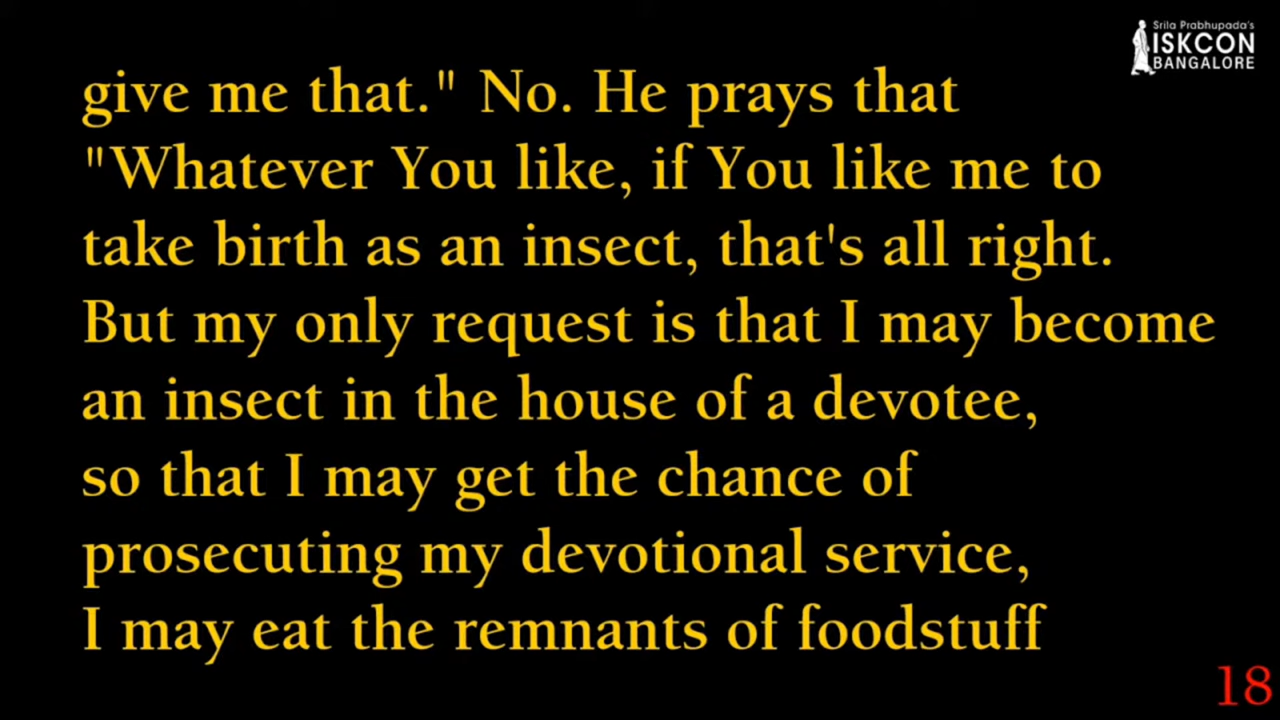 Srila Prabhupada's
ISKCON
BANGALORE
give me that." No. He prays that
"Whatever You like, if You like me to
take birth as an insect, that's all right.
But my only request is that I may become
an insect in the house of a devotee,
so that I may get the chance of
prosecuting my devotional service,
I may eat the remnants of foodstuff
18